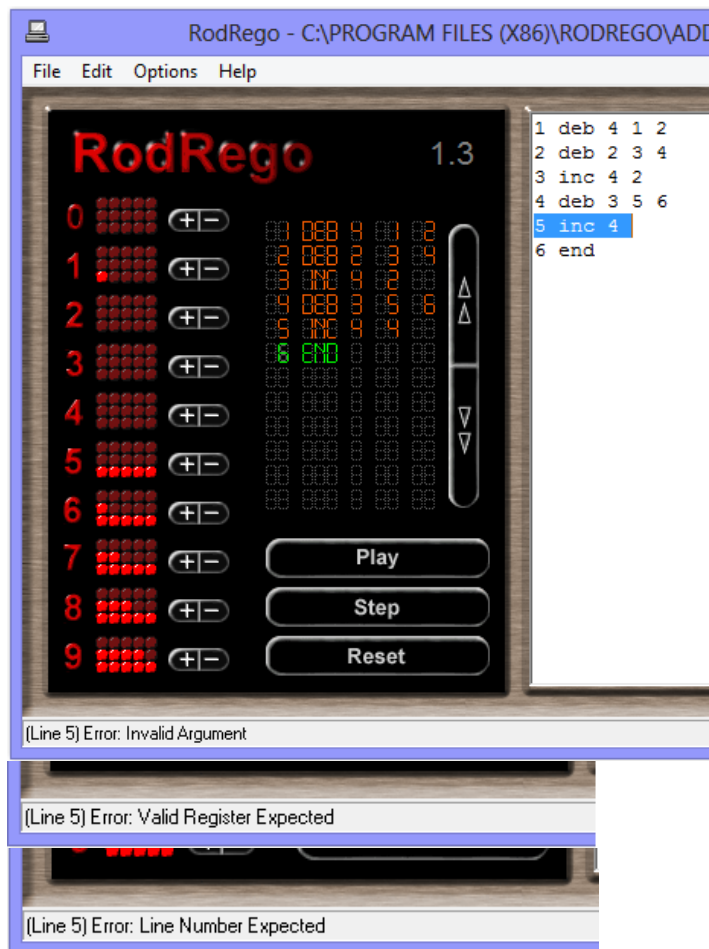 RodRego - C:\PROGRAM FILES (X86)\RODREGO\ADD
File Edit Options Help
RodRego 1.3
0 + −
1 + −
2 + −
3 + −
4 + −
5 + −
6 + −
7 + −
8 + −
9 + −
1 DEB 4 1 2
2 DEB 2 3 4
3 INC 4 2
4 DEB 3 5 6
5 INC 4 4
6 END
Play
Step
Reset
1 deb 4 1 2
2 deb 2 3 4
3 inc 4 2
4 deb 3 5 6
5 inc 4
6 end
(Line 5) Error: Invalid Argument
(Line 5) Error: Valid Register Expected
(Line 5) Error: Line Number Expected